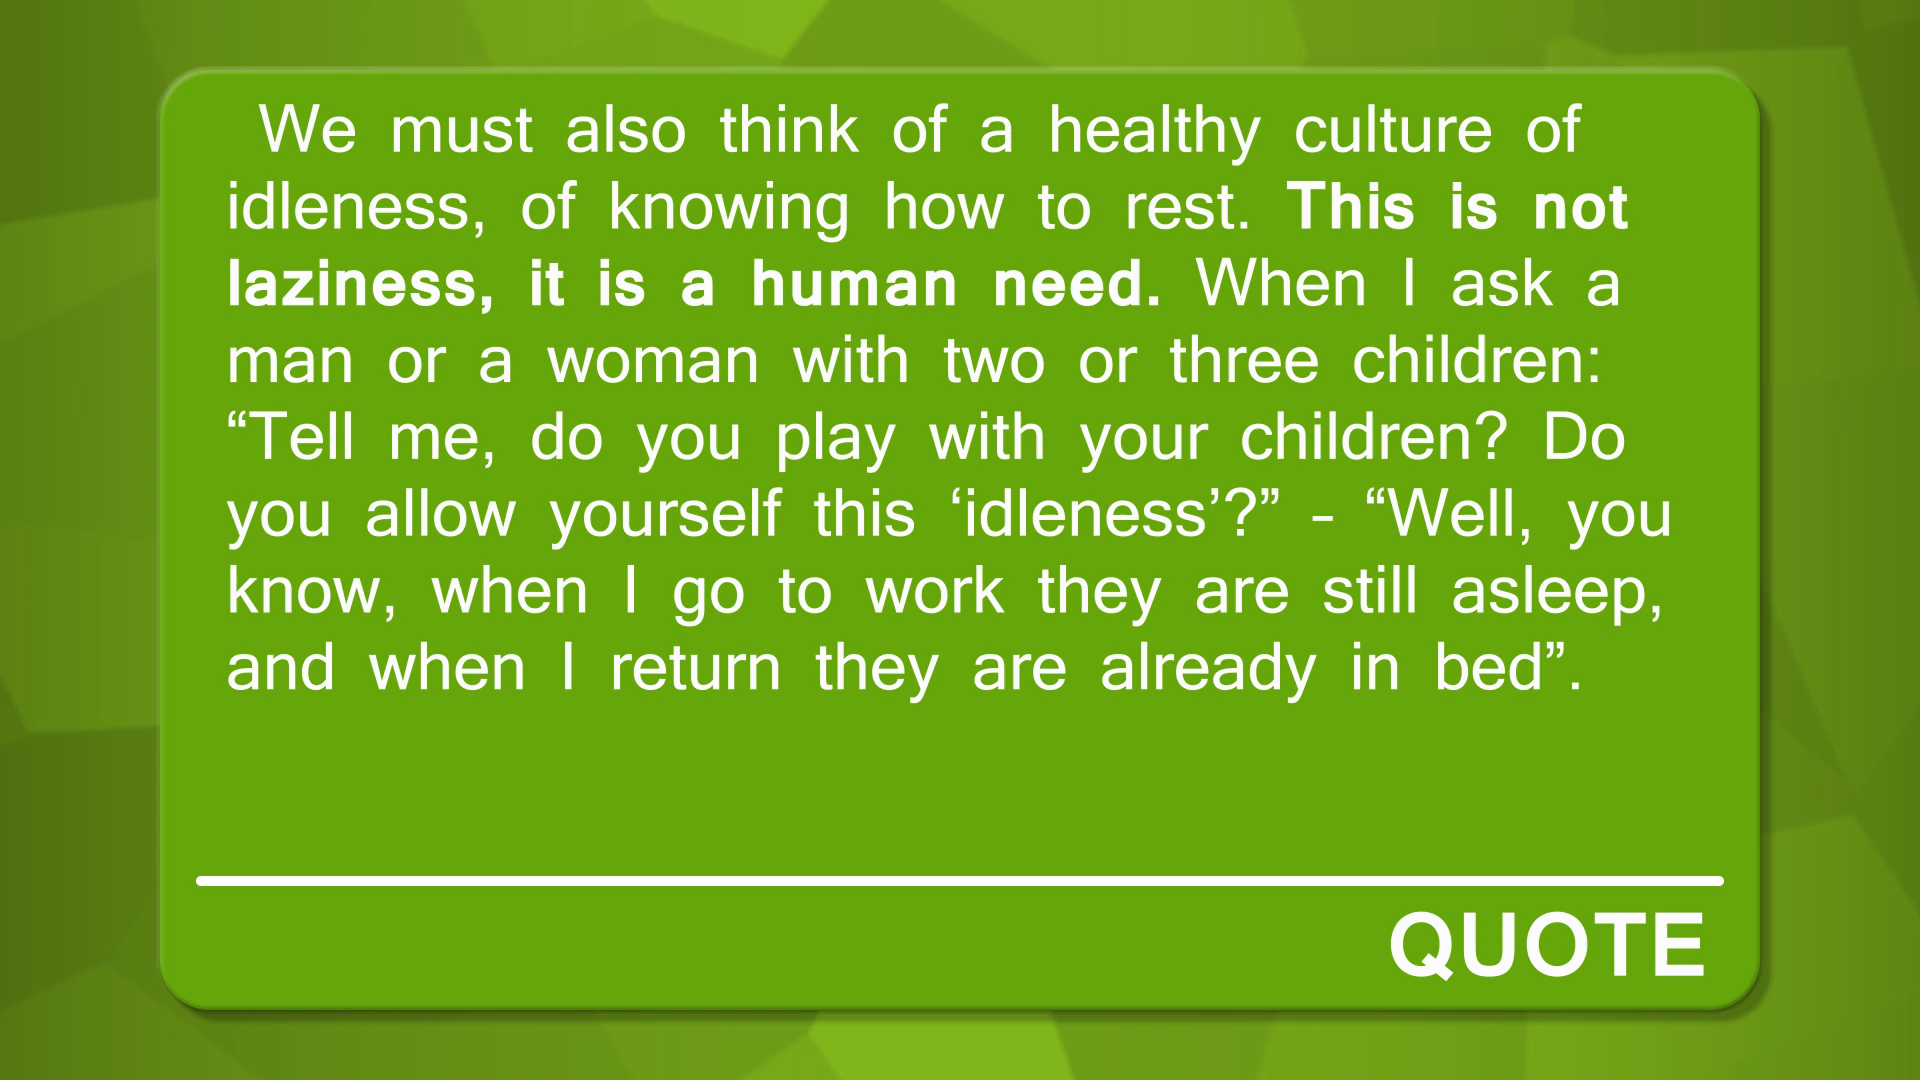 We must also think of a healthy culture of
idleness, of knowing how to rest. This is not
laziness, it is a human need. When I ask a
man or a woman with two or three children:
“Tell me, do you play with your children? Do
you allow yourself this ‘idleness’?” – “Well, you
know, when I go to work they are still asleep,
and when I return they are already in bed”.
QUOTE